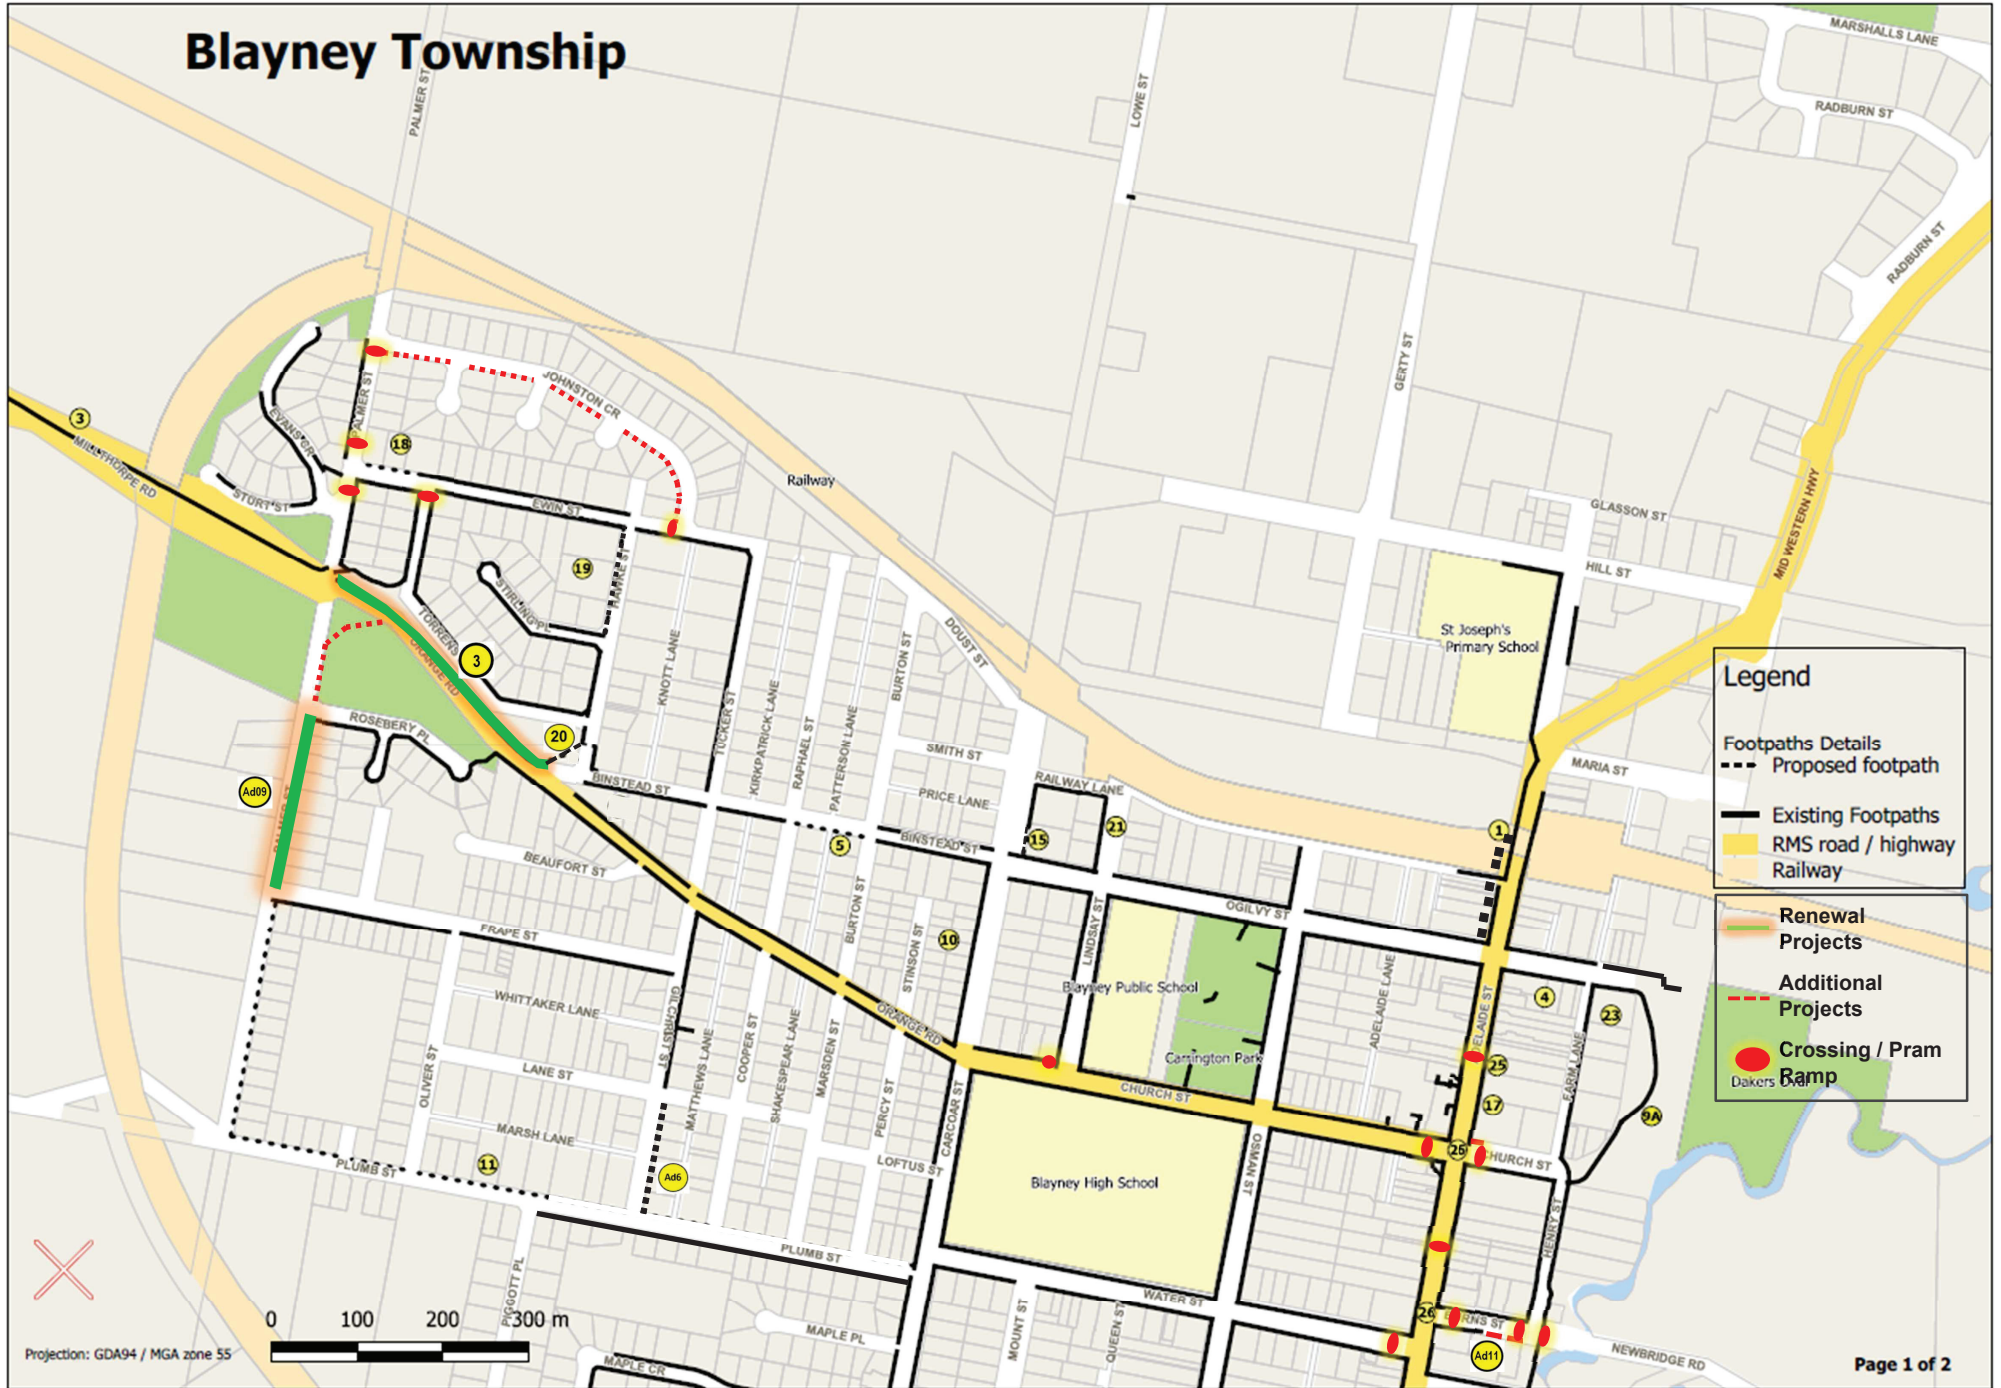 Blayney Township
MARSHALLS LANE
PALMER ST
LOWE ST
RADBURN ST
RADBURN ST
JOHNSTON CR
GERTY ST
PALMER ST
3
EVANS CR
18
MILLTHORPE RD
STURT ST
Railway
EWIN ST
GLASSON ST
MID WESTERN HWY
19
HAWKE ST
HILL ST
STIRLING PL
TORRENS
ORANGE RD
3
KNOTT LANE
BURTON ST
DOUST ST
St Joseph's
Primary School
Legend
Footpaths Details
Proposed footpath
Existing Footpaths
RMS road / highway
Railway
Renewal
Projects
Additional
Projects
Crossing / Pram
Ramp
Dakers Oval
ROSEBERY PL
20
TUCKER ST
KIRKPATRICK LANE
RAPHAEL ST
PATTERSON LANE
SMITH ST
MARIA ST
Ad09
PALMER ST
BINSTEAD ST
RAILWAY LANE
PRICE LANE
5
BINSTEAD ST
15
21
1
BEAUFORT ST
BURTON ST
STINSON ST
10
LINDSAY ST
OGILVY ST
FRAPE ST
WHITTAKER LANE
GILCHRIST ST
ORANGE RD
Blayney Public School
ADELAIDE LANE
ADELAIDE ST
4
23
FARM LANE
LANE ST
OLIVER ST
MATTHEWS LANE
COOPER ST
SHAKESPEAR LANE
MARSDEN ST
PERCY ST
CARCOAR ST
Carrington Park
CHURCH ST
25
17
9A
MARSH LANE
11
PLUMB ST
Ad6
LOFTUS ST
Blayney High School
OSMAN ST
26
CHURCH ST
HENRY ST
PLUMB ST
PIGGOTT PL
WATER ST
MOUNT ST
QUEEN ST
MAPLE PL
MAPLE CR
26
Ad11
NEWBRIDGE RD
0 100 200 300 m
Projection: GDA94 / MGA zone 55
Page 1 of 2